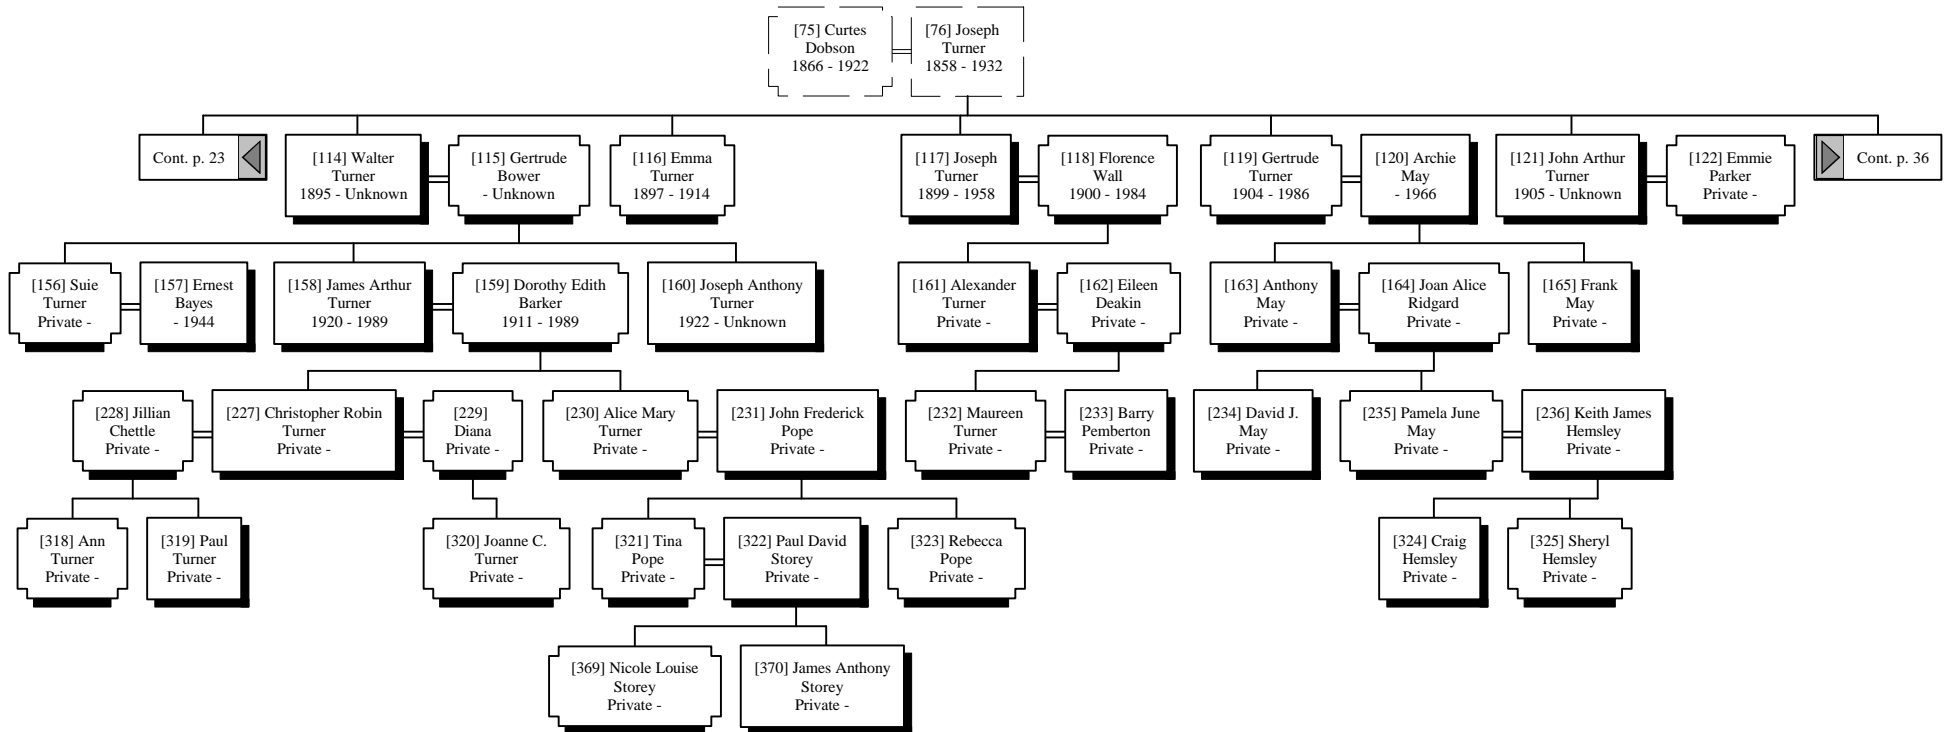 [75] Curtes
Dobson
1866 - 1922
[76] Joseph
Turner
1858 - 1932
Cont. p. 23
[114] Walter
Turner
1895 - Unknown
[115] Gertrude
Bower
- Unknown
[116] Emma
Turner
1897 - 1914
[117] Joseph
Turner
1899 - 1958
[118] Florence
Wall
1900 - 1984
[119] Gertrude
Turner
1904 - 1986
[120] Archie
May
- 1966
[121] John Arthur
Turner
1905 - Unknown
[122] Emmie
Parker
Private -
Cont. p. 36
[156] Suie
Turner
Private -
[157] Ernest
Bayes
- 1944
[158] James Arthur
Turner
1920 - 1989
[159] Dorothy Edith
Barker
1911 - 1989
[160] Joseph Anthony
Turner
1922 - Unknown
[161] Alexander
Turner
Private -
[162] Eileen
Deakin
Private -
[163] Anthony
May
Private -
[164] Joan Alice
Ridgard
Private -
[165] Frank
May
Private -
[228] Jillian
Chettle
Private -
[227] Christopher Robin
Turner
Private -
[229]
Diana
Private -
[230] Alice Mary
Turner
Private -
[231] John Frederick
Pope
Private -
[232] Maureen
Turner
Private -
[233] Barry
Pemberton
Private -
[234] David J.
May
Private -
[235] Pamela June
May
Private -
[236] Keith James
Hemsley
Private -
[318] Ann
Turner
Private -
[319] Paul
Turner
Private -
[320] Joanne C.
Turner
Private -
[321] Tina
Pope
Private -
[322] Paul David
Storey
Private -
[323] Rebecca
Pope
Private -
[324] Craig
Hemsley
Private -
[325] Sheryl
Hemsley
Private -
[369] Nicole Louise
Storey
Private -
[370] James Anthony
Storey
Private -